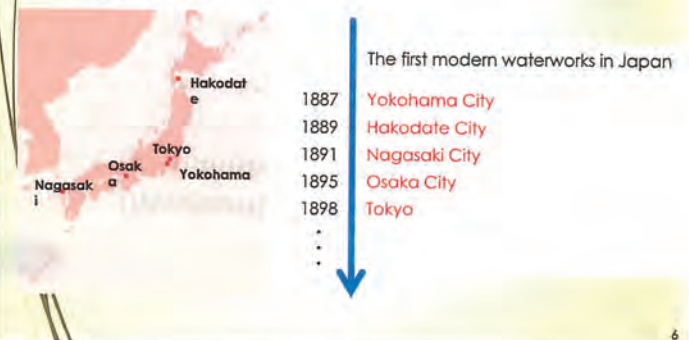 The first modern waterworks in Japan
Hakodat
e
Tokyo
Osak
a
Yokohama
Nagasak
i
1887 Yokohama City
1889 Hakodate City
1891 Nagasaki City
1895 Osaka City
1898 Tokyo
6